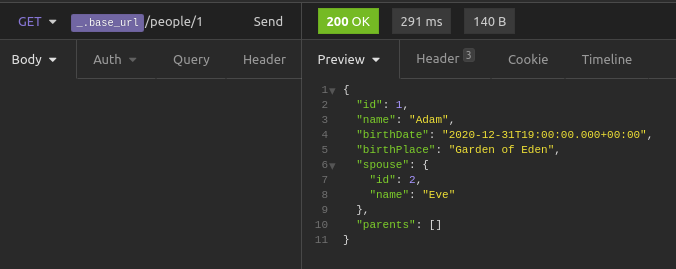 GET _.base_url/people/1 Send 200 OK 291 ms 140 B
Body Auth Query Header Preview Header 3 Cookie Timeline
1 {
2 "id": 1,
3 "name": "Adam",
4 "birthDate": "2020-12-31T19:00:00.000+00:00",
5 "birthPlace": "Garden of Eden",
6 "spouse": {
7 "id": 2,
8 "name": "Eve"
9 },
10 "parents": []
11 }